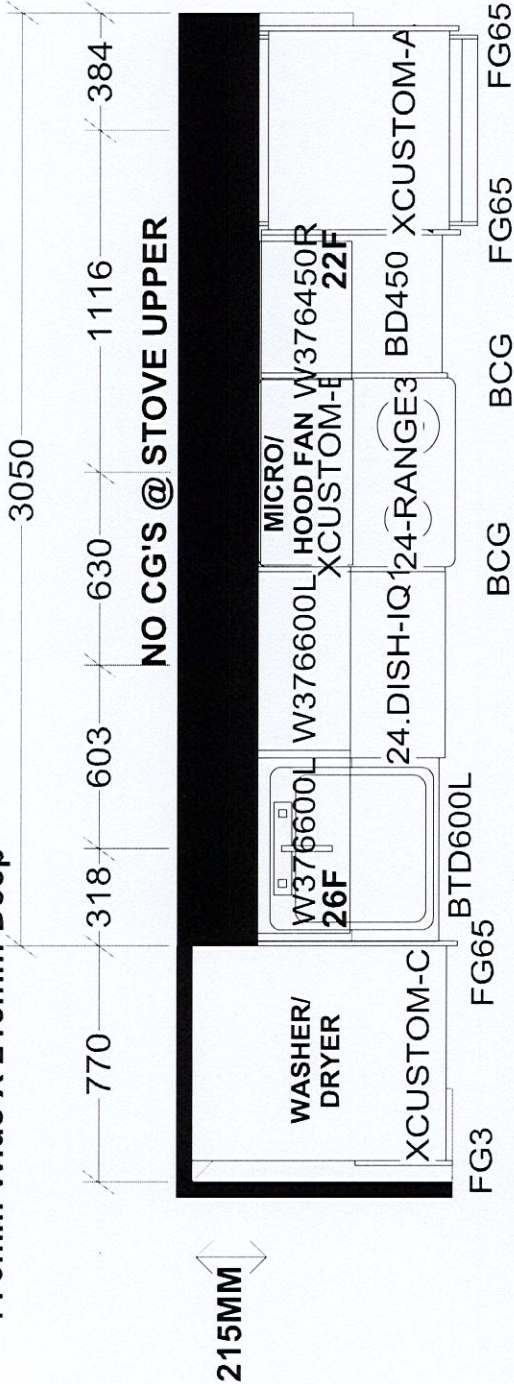 3050
384
1116
630
603
318
770
NO CG'S @ STOVE UPPER
215MM
WASHER/
DRYER
XCUSTOM-C
FG3
FG65
W376600L
26F
BTD600L
W376600L
24.DISH-IQ1
MICRO/
HOOD FAN
XCUSTOM-E
24-RANGE3
BCG
BCG
W376450R
22F
BD450
XCUSTOM-A
FG65
FG65